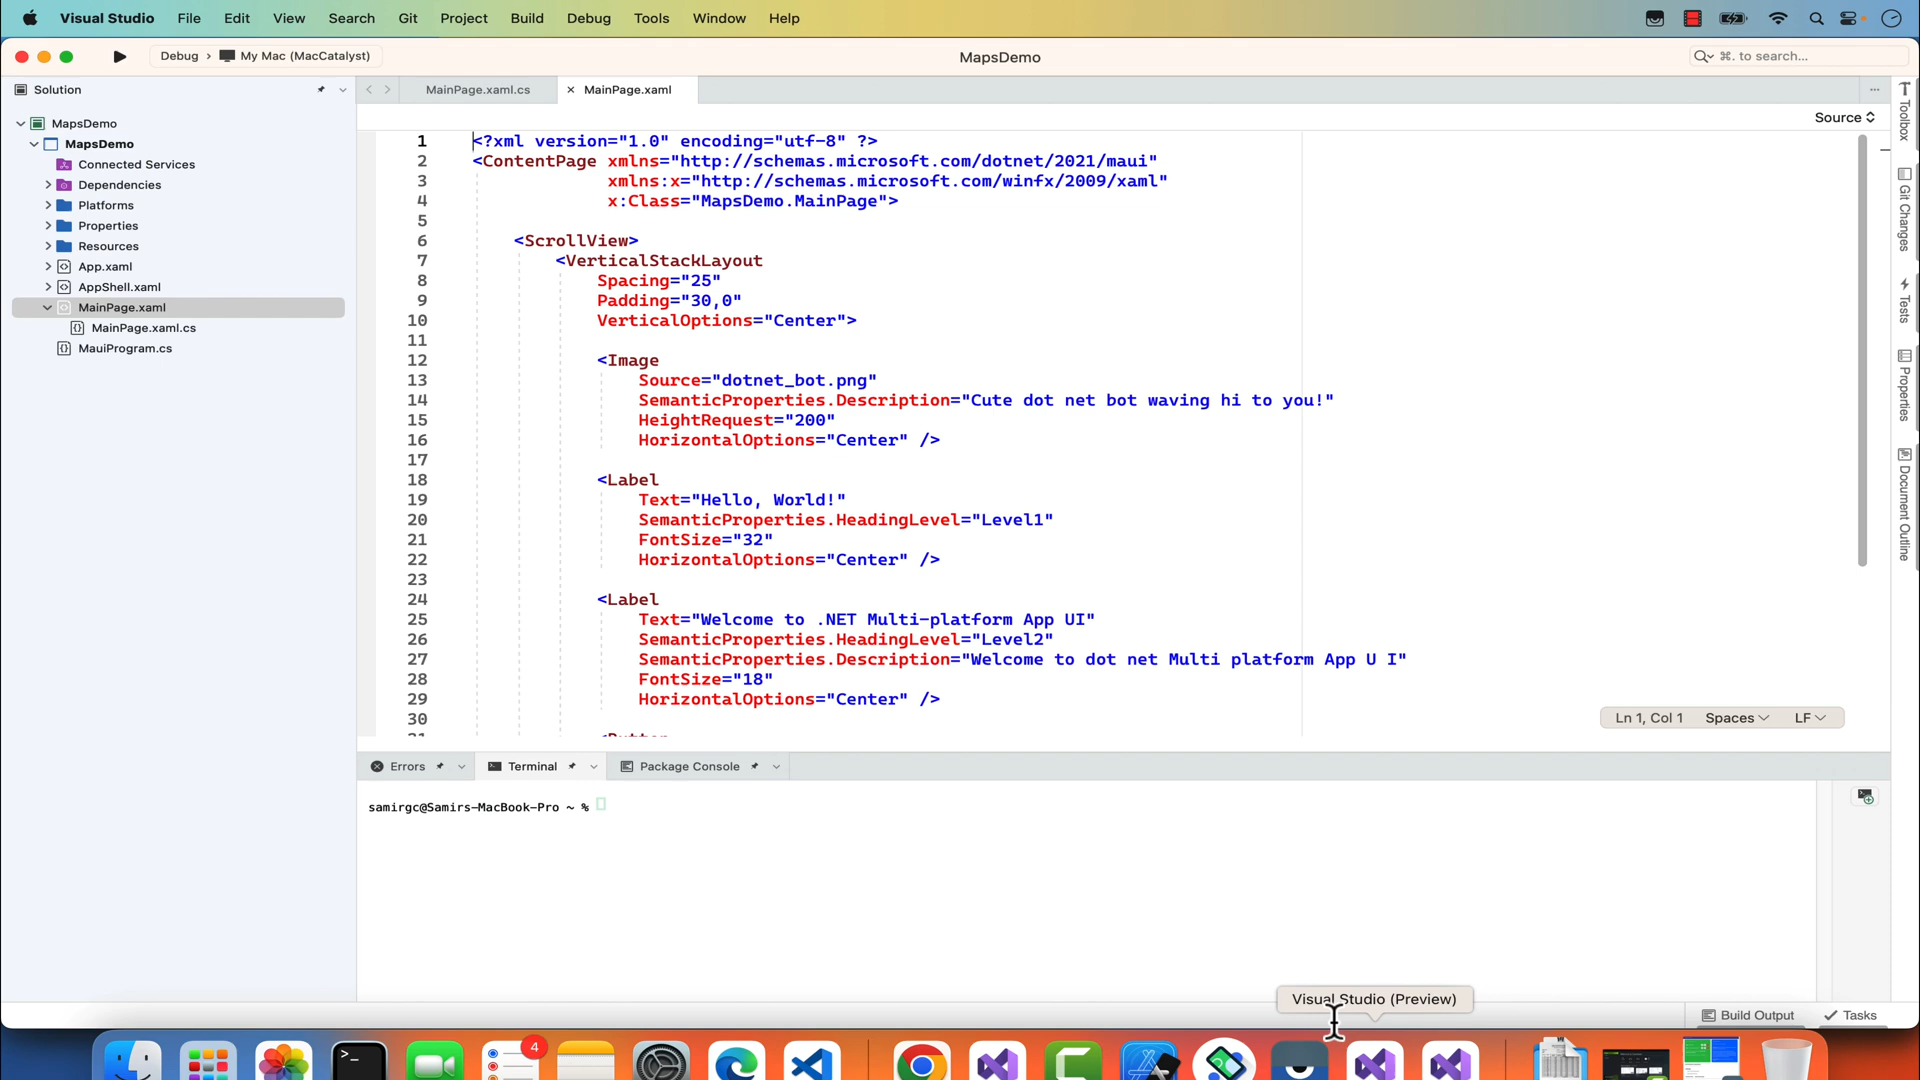 Visual Studio File Edit View Search Git Project Build Debug Tools Window Help
Debug > My Mac (MacCatalyst) MapsDemo ⌘. to search...
Solution MainPage.xaml.cs MainPage.xaml
Source
MapsDemo
MapsDemo
Connected Services
Dependencies
Platforms
Properties
Resources
App.xaml
AppShell.xaml
MainPage.xaml
MainPage.xaml.cs
MauiProgram.cs
1 <?xml version="1.0" encoding="utf-8" ?>
2 <ContentPage xmlns="http://schemas.microsoft.com/dotnet/2021/maui"
3 xmlns:x="http://schemas.microsoft.com/winfx/2009/xaml"
4 x:Class="MapsDemo.MainPage">
5
6 <ScrollView>
7 <VerticalStackLayout
8 Spacing="25"
9 Padding="30,0"
10 VerticalOptions="Center">
11
12 <Image
13 Source="dotnet_bot.png"
14 SemanticProperties.Description="Cute dot net bot waving hi to you!"
15 HeightRequest="200"
16 HorizontalOptions="Center" />
17
18 <Label
19 Text="Hello, World!"
20 SemanticProperties.HeadingLevel="Level1"
21 FontSize="32"
22 HorizontalOptions="Center" />
23
24 <Label
25 Text="Welcome to .NET Multi-platform App UI"
26 SemanticProperties.HeadingLevel="Level2"
27 SemanticProperties.Description="Welcome to dot net Multi platform App U I"
28 FontSize="18"
29 HorizontalOptions="Center" />
30
Ln 1, Col 1 Spaces LF
Toolbox
Git Changes
Tests
Properties
Document Outline
Errors Terminal Package Console
samirgc@Samirs-MacBook-Pro ~ %
Visual Studio (Preview)
Build Output Tasks
4
>_